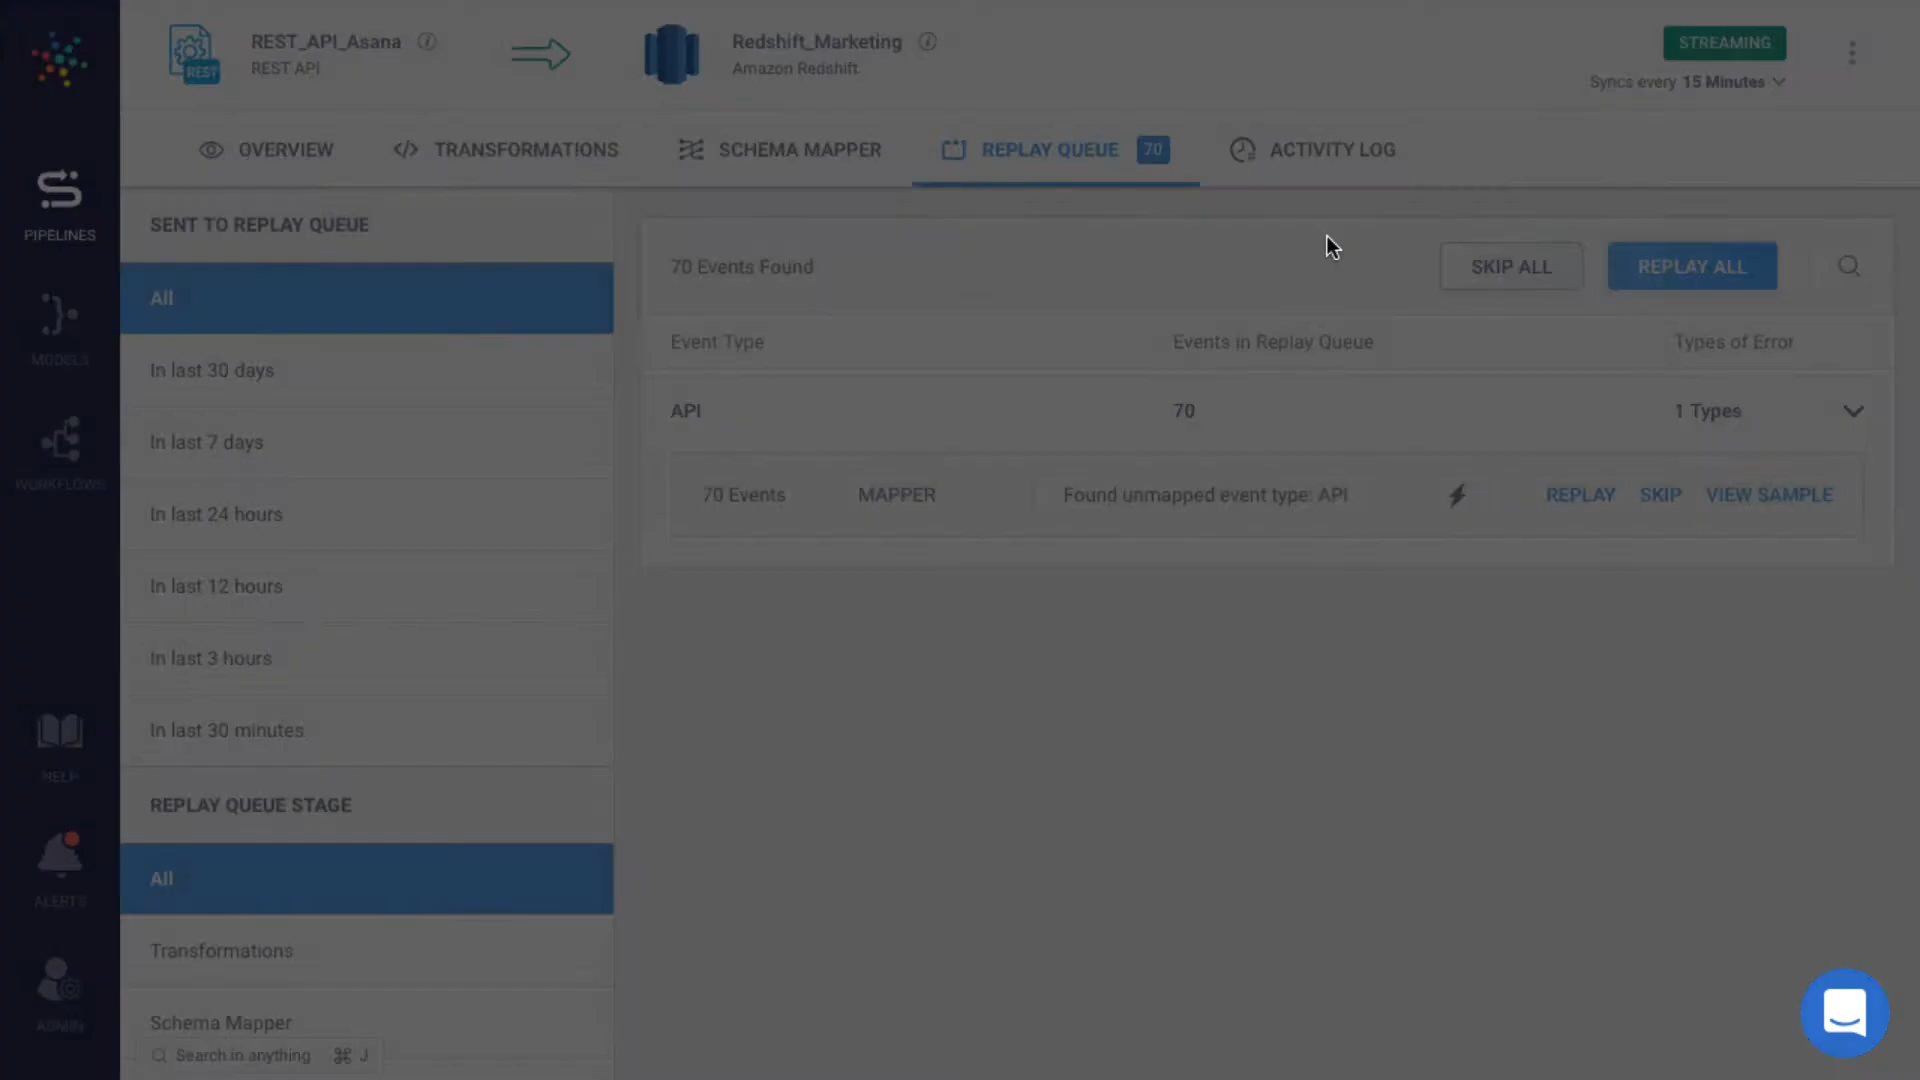 REST_API_Asana
REST API
REST
Redshift_Marketing
Amazon Redshift
STREAMING
Syncs every 15 Minutes
OVERVIEW
</> TRANSFORMATIONS
SCHEMA MAPPER
REPLAY QUEUE 70
ACTIVITY LOG
PIPELINES
MODELS
WORKFLOWS
HELP
ALERTS
ADMIN
SENT TO REPLAY QUEUE
All
In last 30 days
In last 7 days
In last 24 hours
In last 12 hours
In last 3 hours
In last 30 minutes
REPLAY QUEUE STAGE
All
Transformations
Schema Mapper
Search in anything ⌘ J
70 Events Found
SKIP ALL
REPLAY ALL
Event Type Events in Replay Queue Types of Error
API 70 1 Types
70 Events MAPPER Found unmapped event type: API REPLAY SKIP VIEW SAMPLE